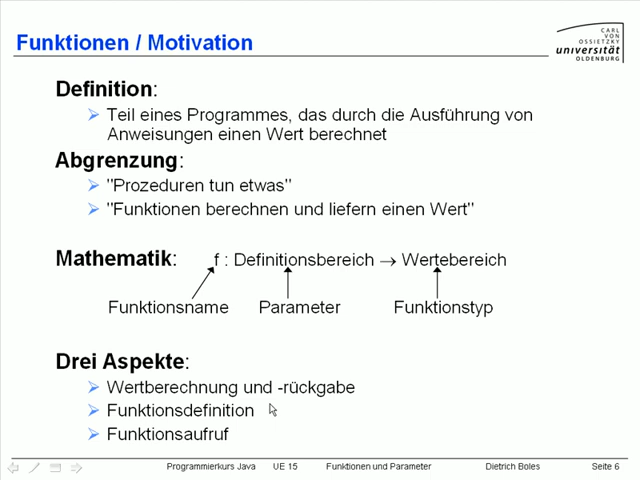 Funktionen / Motivation
CARL
VON
OSSIETZKY
universität
OLDENBURG
Definition:
Teil eines Programmes, das durch die Ausführung von
Anweisungen einen Wert berechnet
Abgrenzung:
"Prozeduren tun etwas"
"Funktionen berechnen und liefern einen Wert"
Mathematik: f : Definitionsbereich → Wertebereich
Funktionsname Parameter Funktionstyp
Drei Aspekte:
Wertberechnung und -rückgabe
Funktionsdefinition
Funktionsaufruf
Programmierkurs Java UE 15 Funktionen und Parameter Dietrich Boles Seite 6